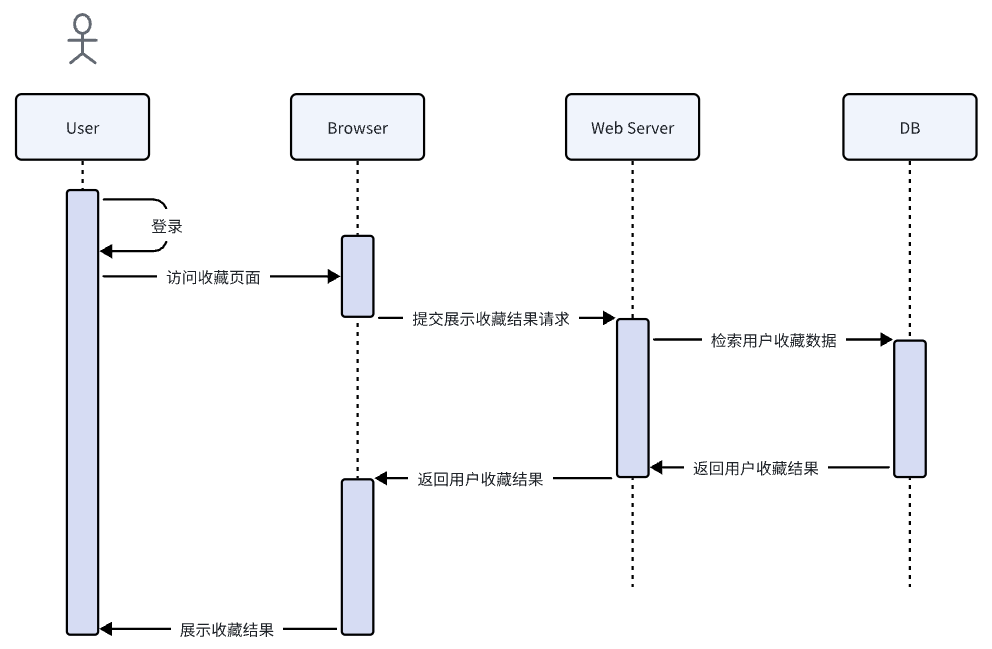 User
Browser
Web Server
DB
登录
访问收藏页面
提交展示收藏结果请求
检索用户收藏数据
返回用户收藏结果
返回用户收藏结果
展示收藏结果